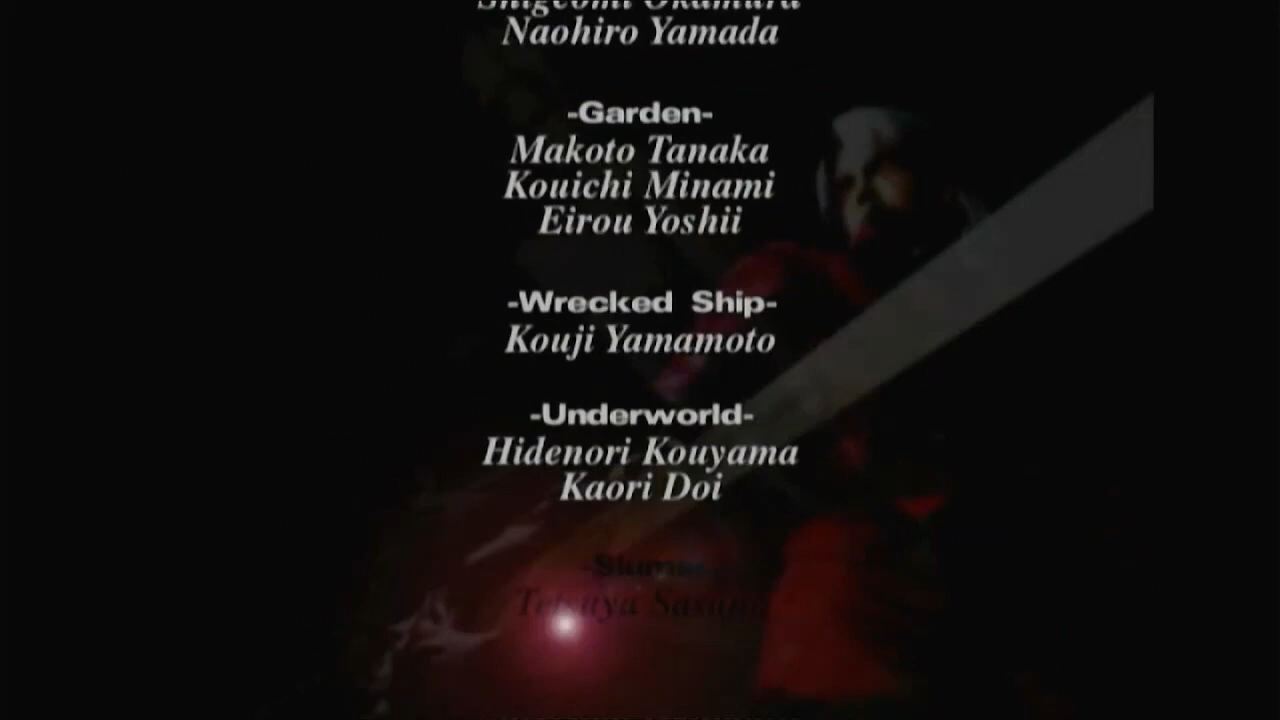 Naohiro Yamada
-Garden-
Makoto Tanaka
Kouichi Minami
Eirou Yoshii
-Wrecked Ship-
Kouji Yamamoto
-Underworld-
Hidenori Kouyama
Kaori Doi